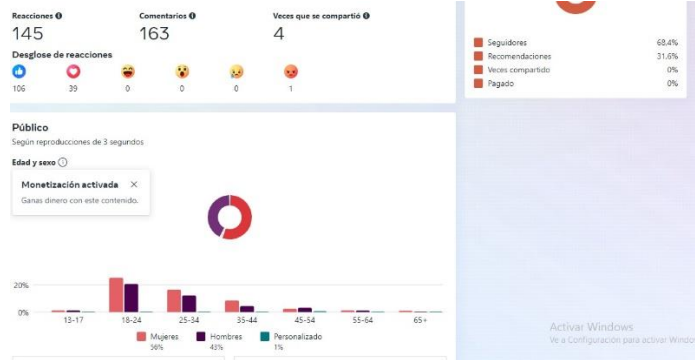 Reacciones
Comentarios
Veces que se compartió
145
163
4
Desglose de reacciones
106
39
0
0
0
1
Seguidores 68,4%
Recomendaciones 31,6%
Veces compartido 0%
Pagado 0%
Público
Según reproducciones de 3 segundos
Edad y sexo
Monetización activada
Ganas dinero con este contenido.
20%
0%
13-17
18-24
25-34
35-44
45-54
55-64
65+
Mujeres
56%
Hombres
43%
Personalizado
1%
Activar Windows
Ve a Configuración para activar Windo